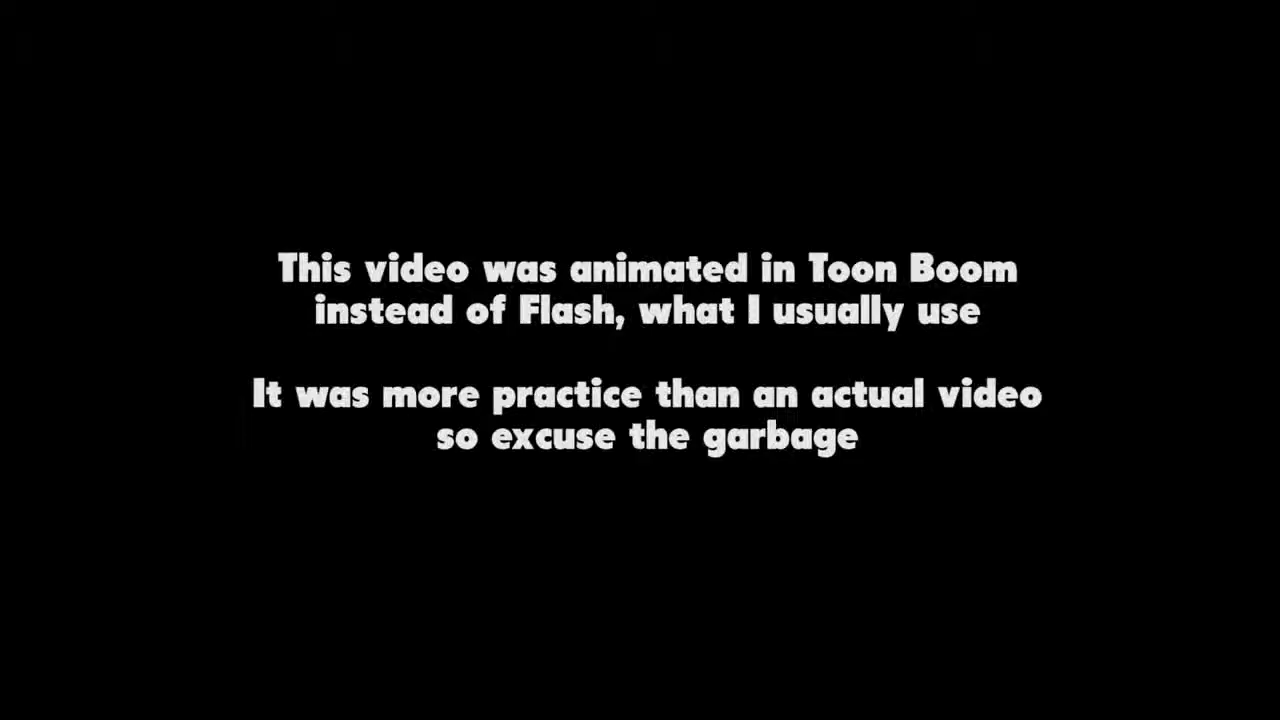 This video was animated in Toon Boom
instead of Flash, what I usually use
It was more practice than an actual video
so excuse the garbage